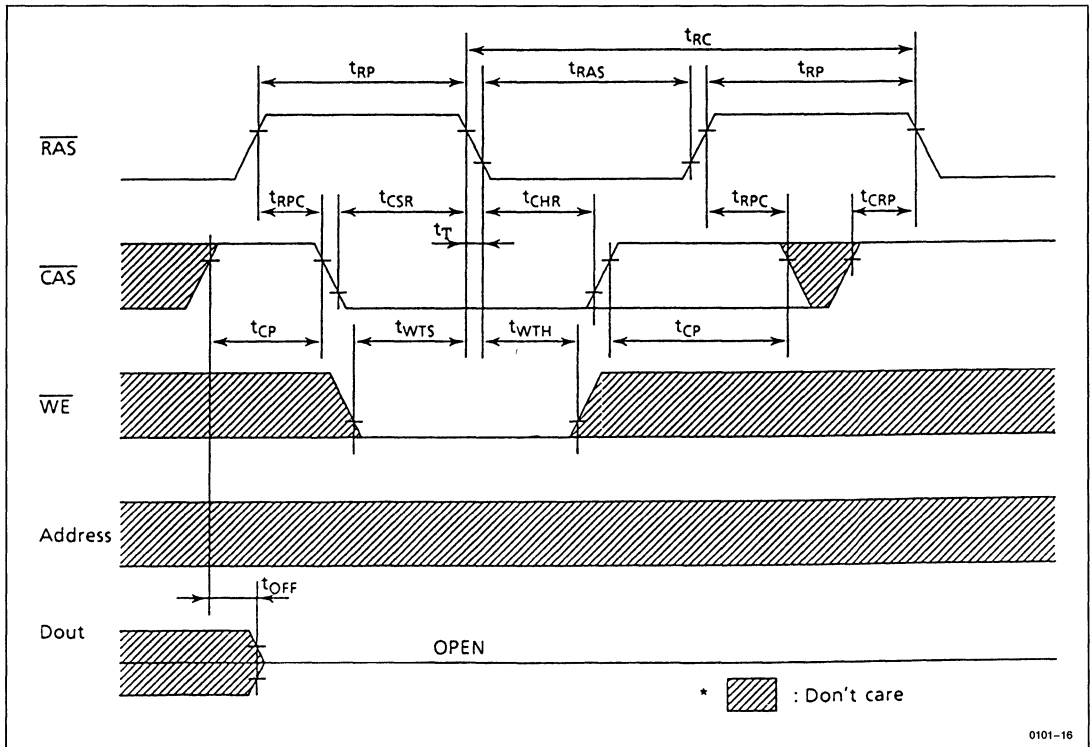 tRC
tRP tRAS tRP
RAS
tRPC tCSR tCHR tRPC tCRP
tT
CAS
tCP tWTS tWTH tCP
WE
Address
tOFF
Dout
OPEN
* : Don't care
0101–16